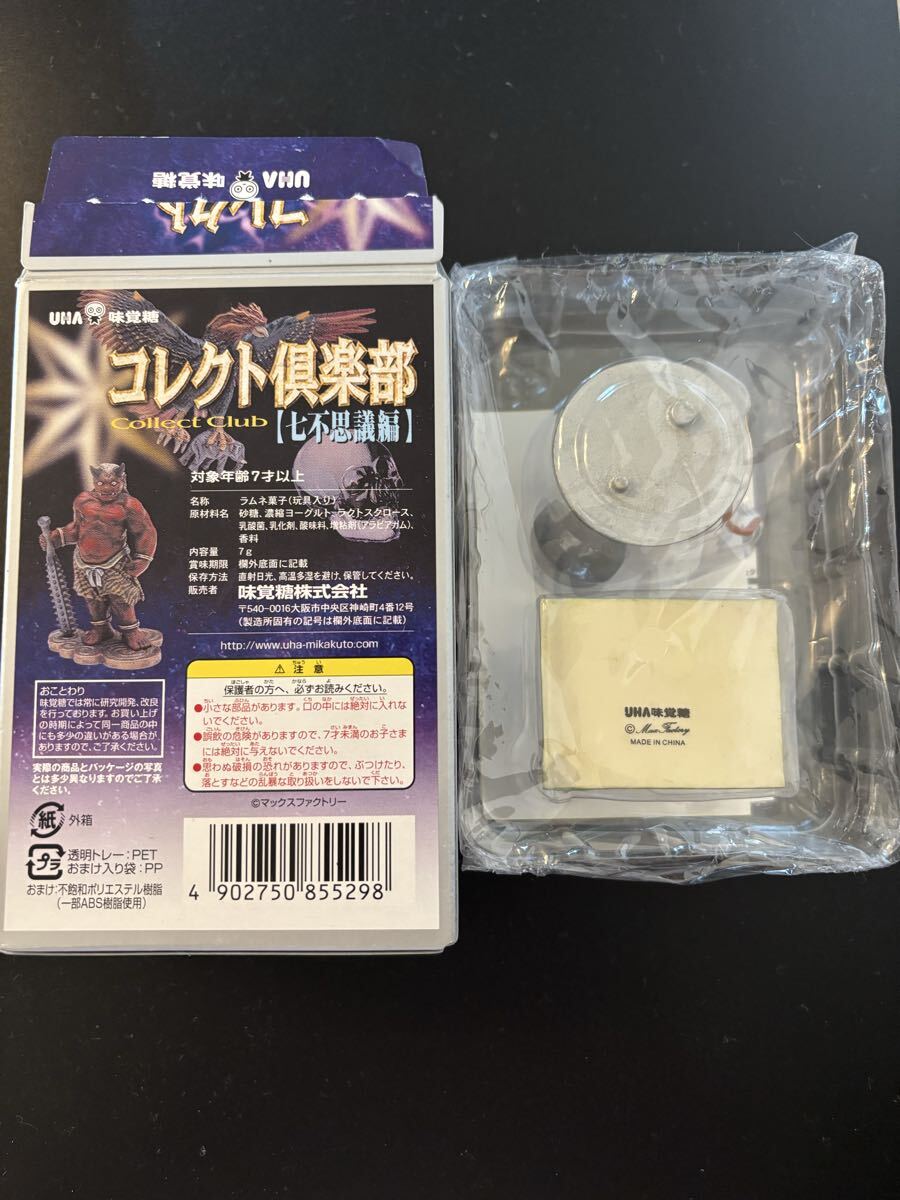 UHA 味覚糖
コレクト
UHA 味覚糖
コレクト倶楽部
Collect Club
【七不思議編】
対象年齢7才以上
名称 ラムネ菓子(玩具入り)
原材料名 砂糖、濃縮ヨーグルト、ラクトスクロース、
乳酸菌、乳化剤、酸味料、増粘剤(アラビアガム)、
香料
内容量 7g
賞味期限 欄外底面に記載
保存方法 直射日光、高温多湿を避け、保管してください。
販売者 味覚糖株式会社
〒540-0016大阪市中央区神崎町4番12号
(製造所固有の記号は欄外底面に記載)
http://www.uha-mikakuto.com/
⚠注意
保護者の方へ、必ずお読みください。
●小さな部品があります。口の中には絶対に入れな
いでください。
●誤飲の危険がありますので、7才未満のお子さま
には絶対に与えないでください。
●思わぬ破損の恐れがありますので、ぶつけたり、
落とすなどの乱暴な取り扱いをしないで下さい。
©マックスファクトリー
おことわり
味覚糖では常に研究開発、改良
を行っております。お買い上げ
の時期によって同一商品の中
にも多少の違いがある場合が
ありますので、ご了承ください。
実際の商品とパッケージの写真
とは多少異なりますのでご了承
ください。
紙 外箱
プラ 透明トレー:PET
おまけ入り袋:PP
おまけ:不飽和ポリエステル樹脂
(一部ABS樹脂使用)
4 902750 855298
UHA味覚糖
© Max Factory
MADE IN CHINA